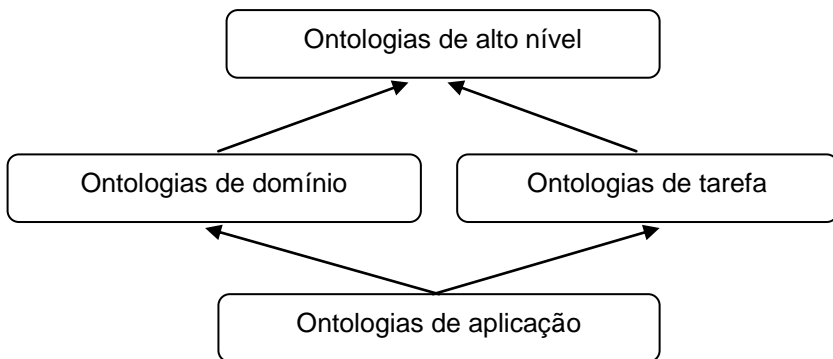 Ontologias de alto nível
Ontologias de domínio
Ontologias de tarefa
Ontologias de aplicação